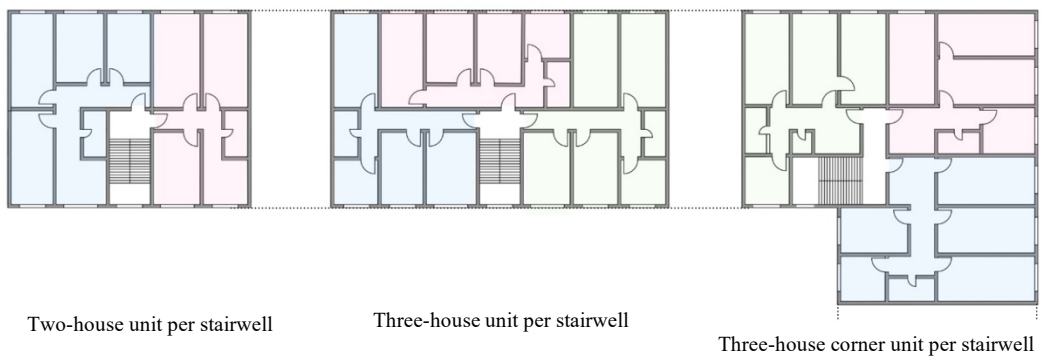 Two-house unit per stairwell
Three-house unit per stairwell
Three-house corner unit per stairwell